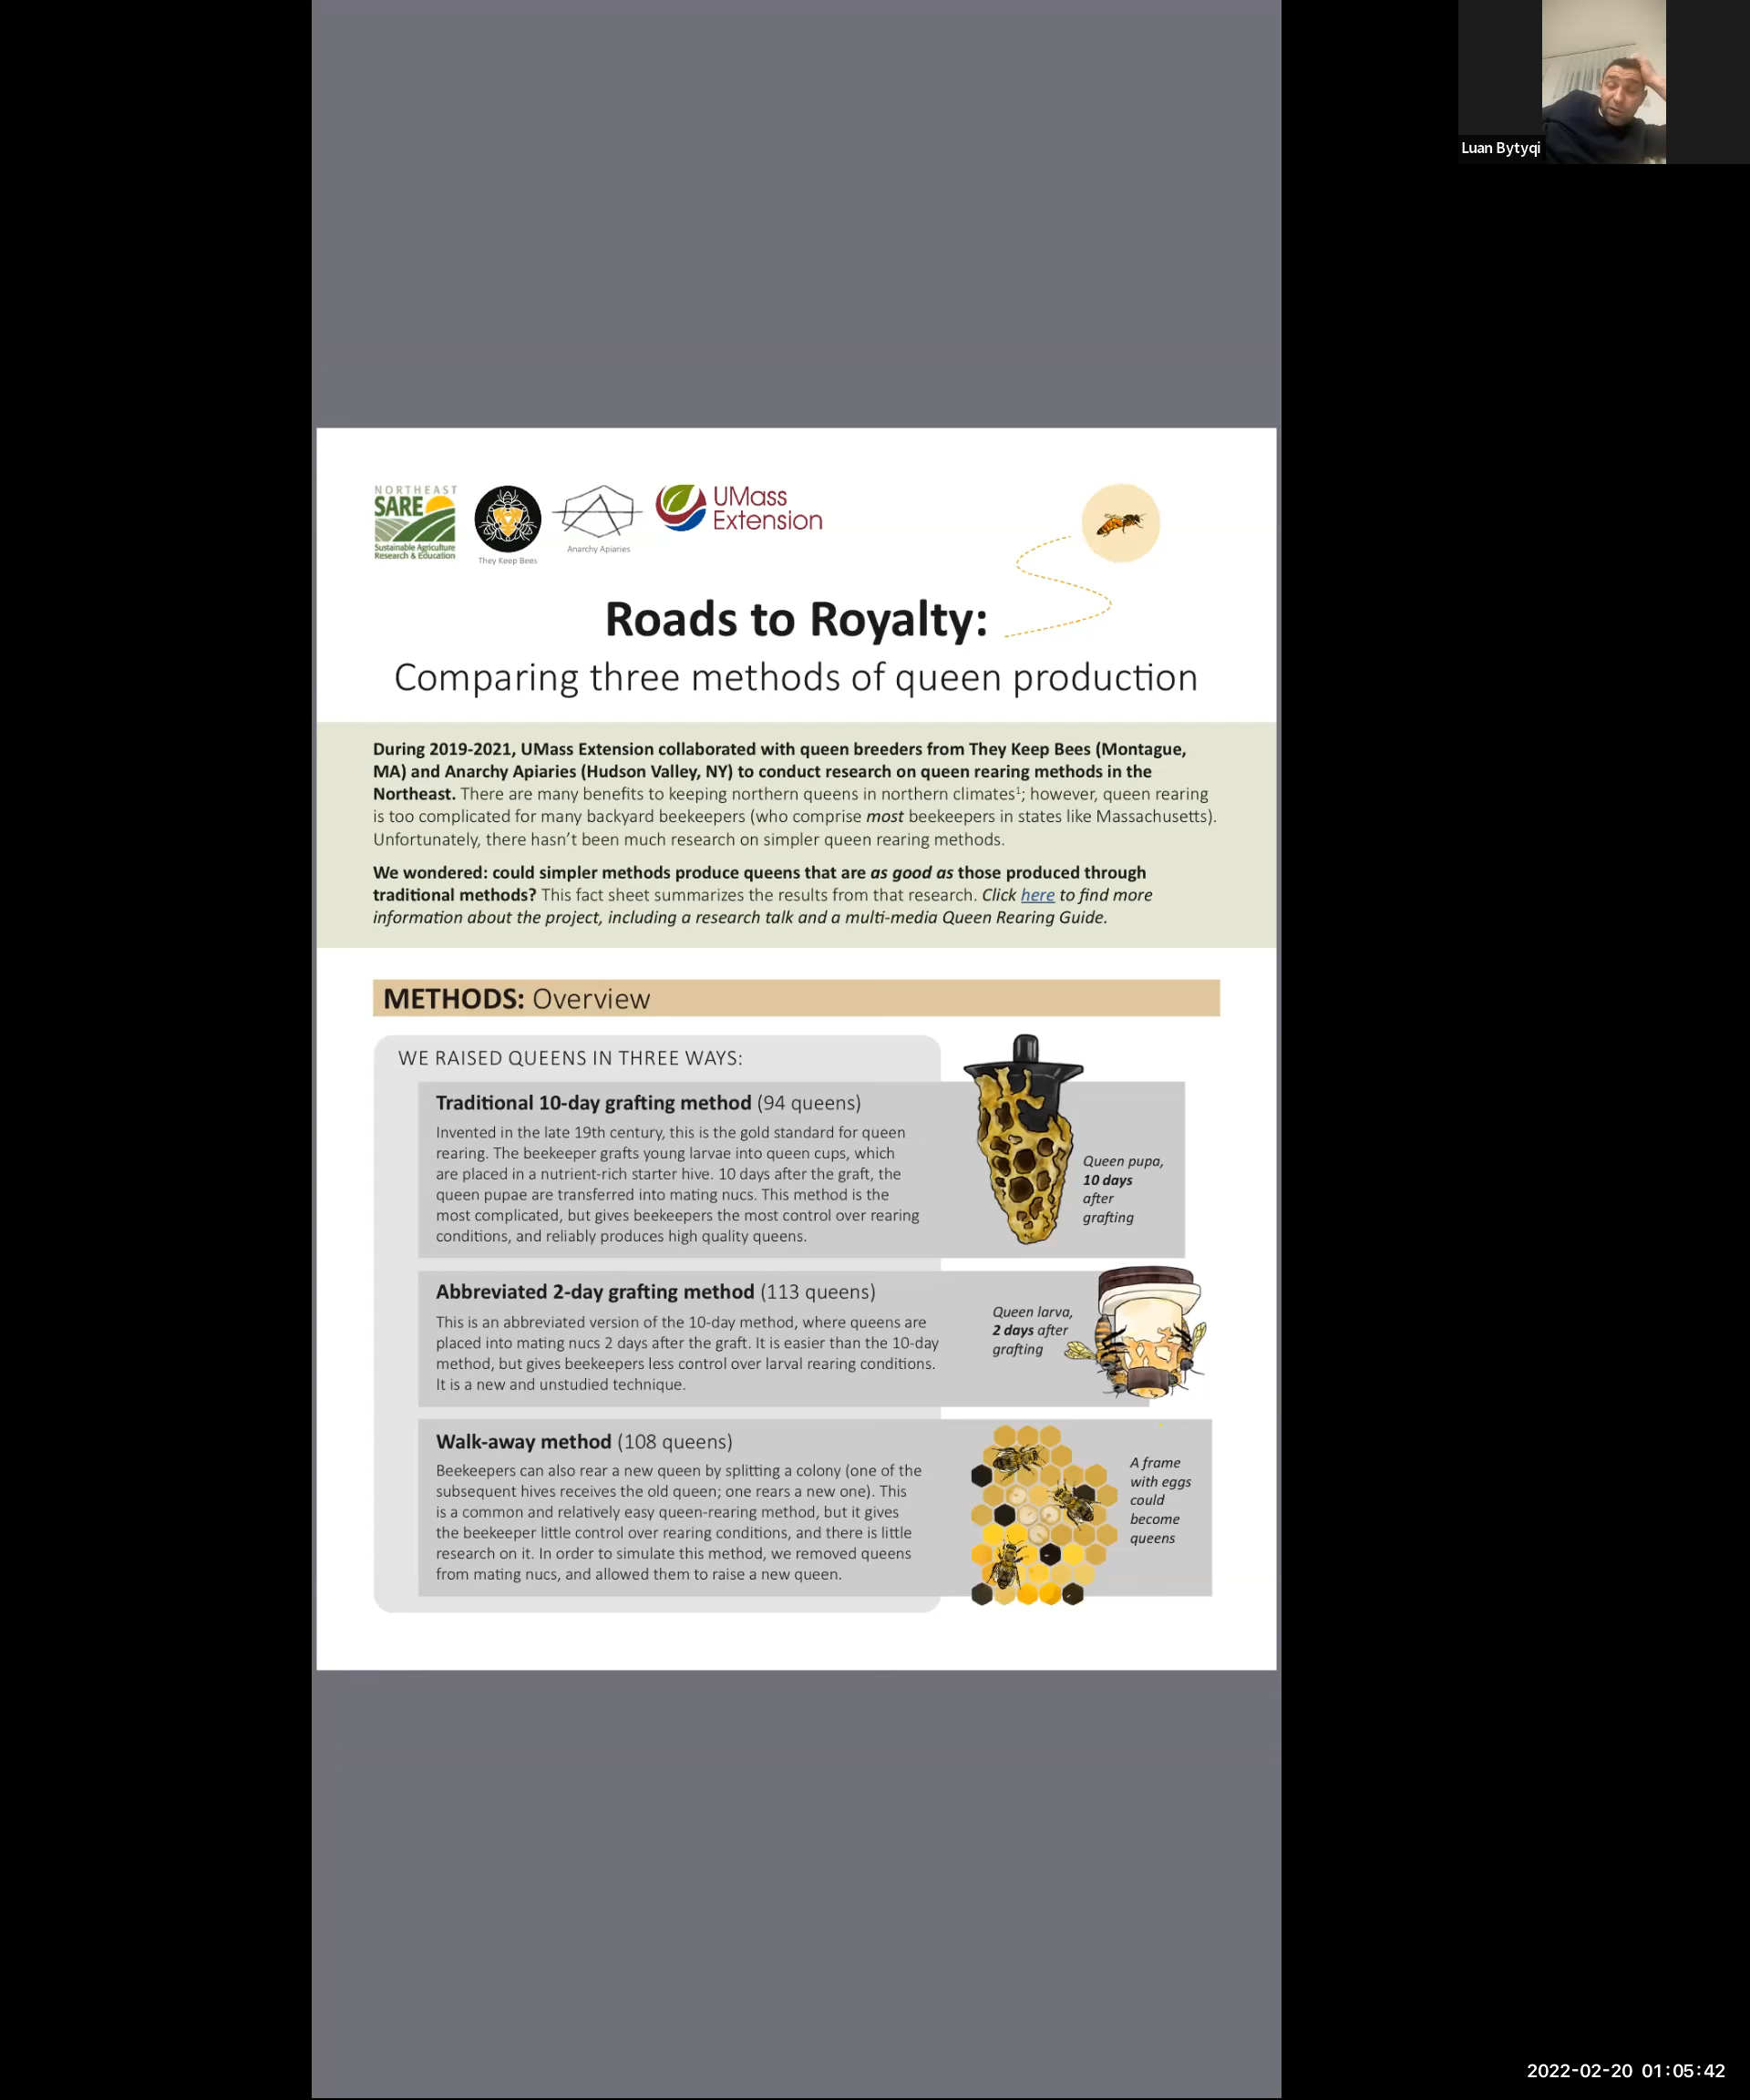 Luan Bytyqi
NORTHEAST
SARE
Sustainable Agriculture
Research & Education
They Keep Bees
Anarchy Apiaries
UMass
Extension
Roads to Royalty:
Comparing three methods of queen production
During 2019-2021, UMass Extension collaborated with queen breeders from They Keep Bees (Montague,
MA) and Anarchy Apiaries (Hudson Valley, NY) to conduct research on queen rearing methods in the
Northeast. There are many benefits to keeping northern queens in northern climates¹; however, queen rearing
is too complicated for many backyard beekeepers (who comprise most beekeepers in states like Massachusetts).
Unfortunately, there hasn't been much research on simpler queen rearing methods.
We wondered: could simpler methods produce queens that are as good as those produced through
traditional methods? This fact sheet summarizes the results from that research. Click here to find more
information about the project, including a research talk and a multi-media Queen Rearing Guide.
METHODS: Overview
WE RAISED QUEENS IN THREE WAYS:
Traditional 10-day grafting method (94 queens)
Invented in the late 19th century, this is the gold standard for queen
rearing. The beekeeper grafts young larvae into queen cups, which
are placed in a nutrient-rich starter hive. 10 days after the graft, the
queen pupae are transferred into mating nucs. This method is the
most complicated, but gives beekeepers the most control over rearing
conditions, and reliably produces high quality queens.
Queen pupa,
10 days
after
grafting
Abbreviated 2-day grafting method (113 queens)
This is an abbreviated version of the 10-day method, where queens are
placed into mating nucs 2 days after the graft. It is easier than the 10-day
method, but gives beekeepers less control over larval rearing conditions.
It is a new and unstudied technique.
Queen larva,
2 days after
grafting
Walk-away method (108 queens)
Beekeepers can also rear a new queen by splitting a colony (one of the
subsequent hives receives the old queen; one rears a new one). This
is a common and relatively easy queen-rearing method, but it gives
the beekeeper little control over rearing conditions, and there is little
research on it. In order to simulate this method, we removed queens
from mating nucs, and allowed them to raise a new queen.
A frame
with eggs
could
become
queens
2022-02-20 01:05:42